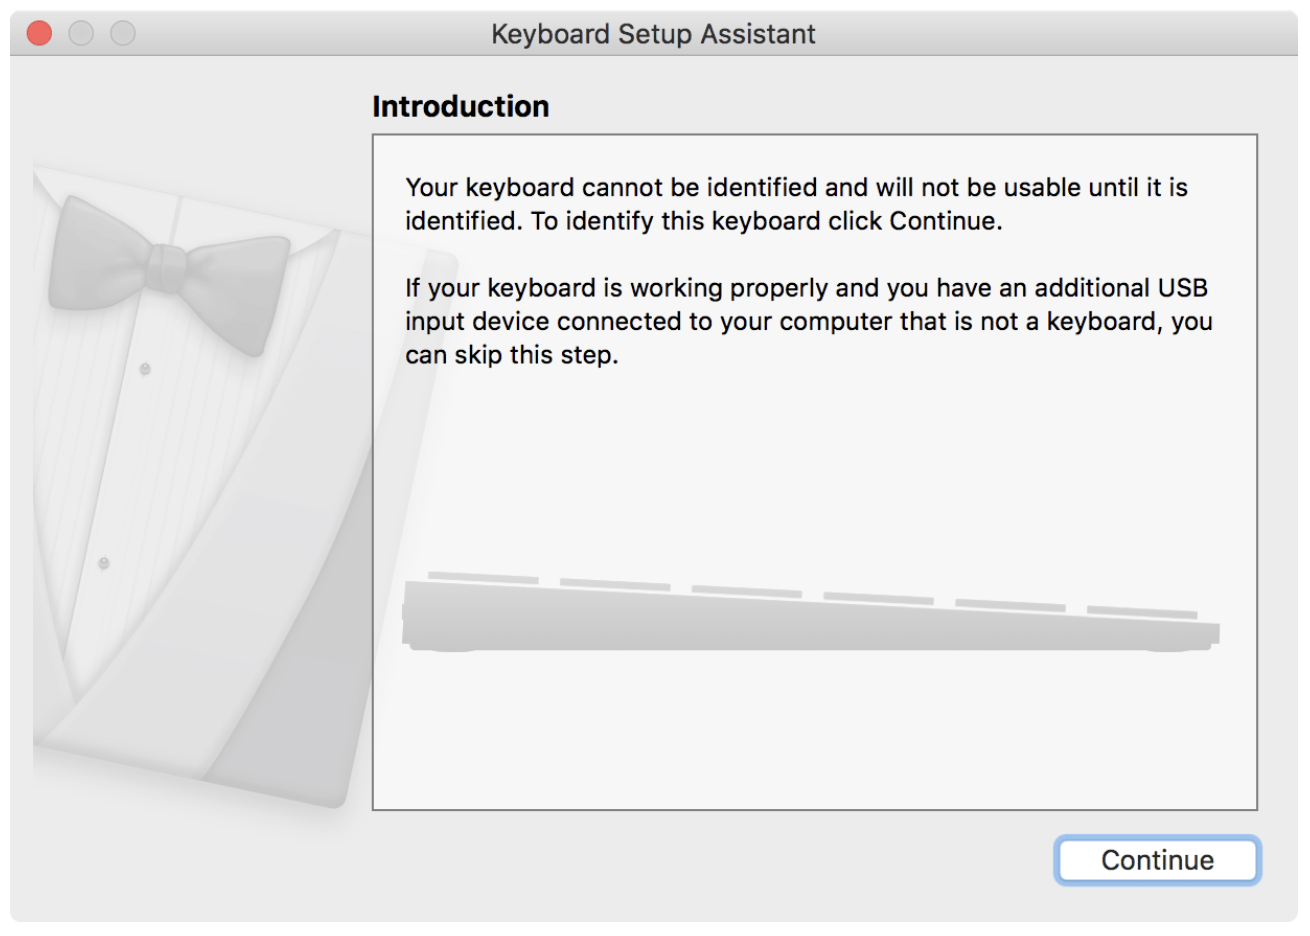 Keyboard Setup Assistant
Introduction
Your keyboard cannot be identified and will not be usable until it is
identified. To identify this keyboard click Continue.
If your keyboard is working properly and you have an additional USB
input device connected to your computer that is not a keyboard, you
can skip this step.
Continue